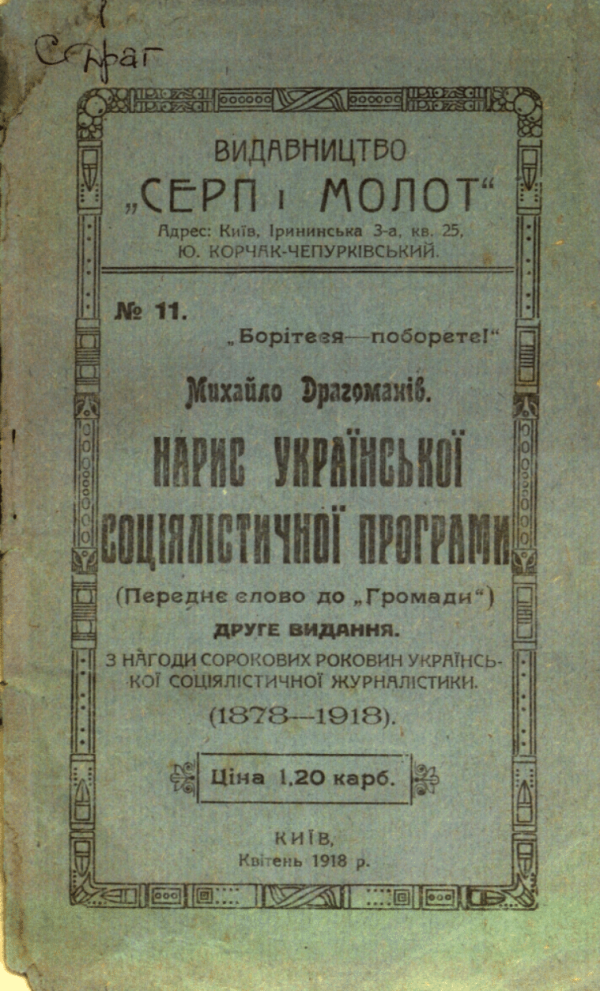 С Драг
ВИДАВНИЦТВО
„СЕРП і МОЛОТ“
Адрес: Київ, Ірининська 3-а, кв. 25,
Ю. КОРЧАК-ЧЕПУРКІВСЬКИЙ.
№ 11.
„Борітеся—поборете!“
Михайло Драгоманів.
НАРИС УКРАЇНСЬКОЇ
СОЦІЯЛІСТИЧНОЇ ПРОГРАМИ
(Переднє слово до „Громади“)
ДРУГЕ ВИДАННЯ.
З НАГОДИ СОРОКОВИХ РОКОВИН УКРАЇНСЬ-
КОЇ СОЦІЯЛІСТИЧНОЇ ЖУРНАЛІСТИКИ.
(1878—1918).
Ціна 1,20 карб.
КИЇВ,
Квітень 1918 р.